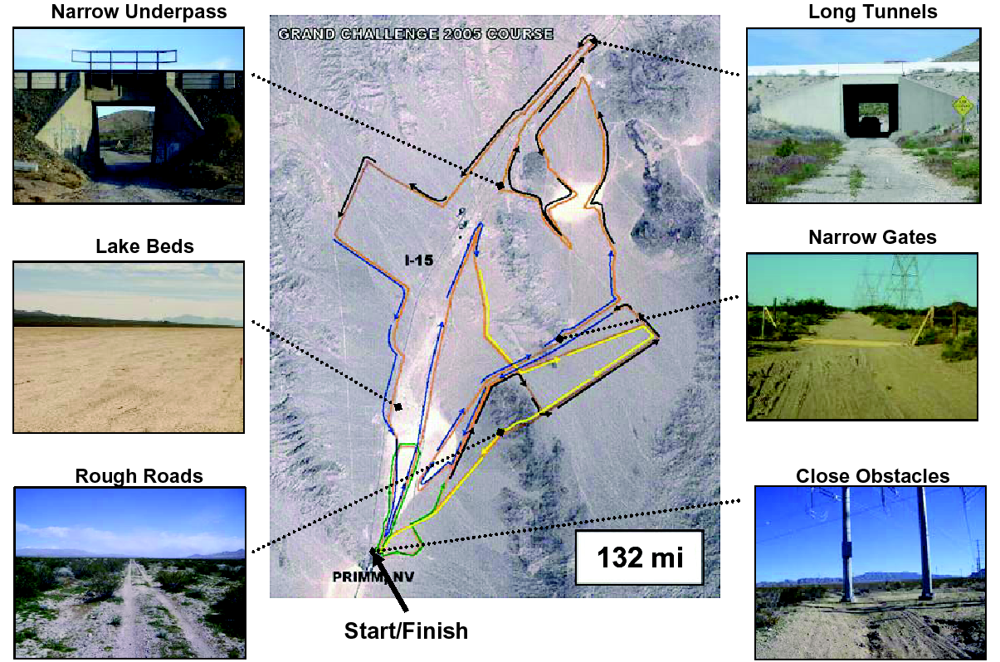 Narrow Underpass
Long Tunnels
GRAND CHALLENGE 2005 COURSE
Lake Beds
Narrow Gates
I-15
Rough Roads
Close Obstacles
132 mi
PRIMM, NV
Start/Finish